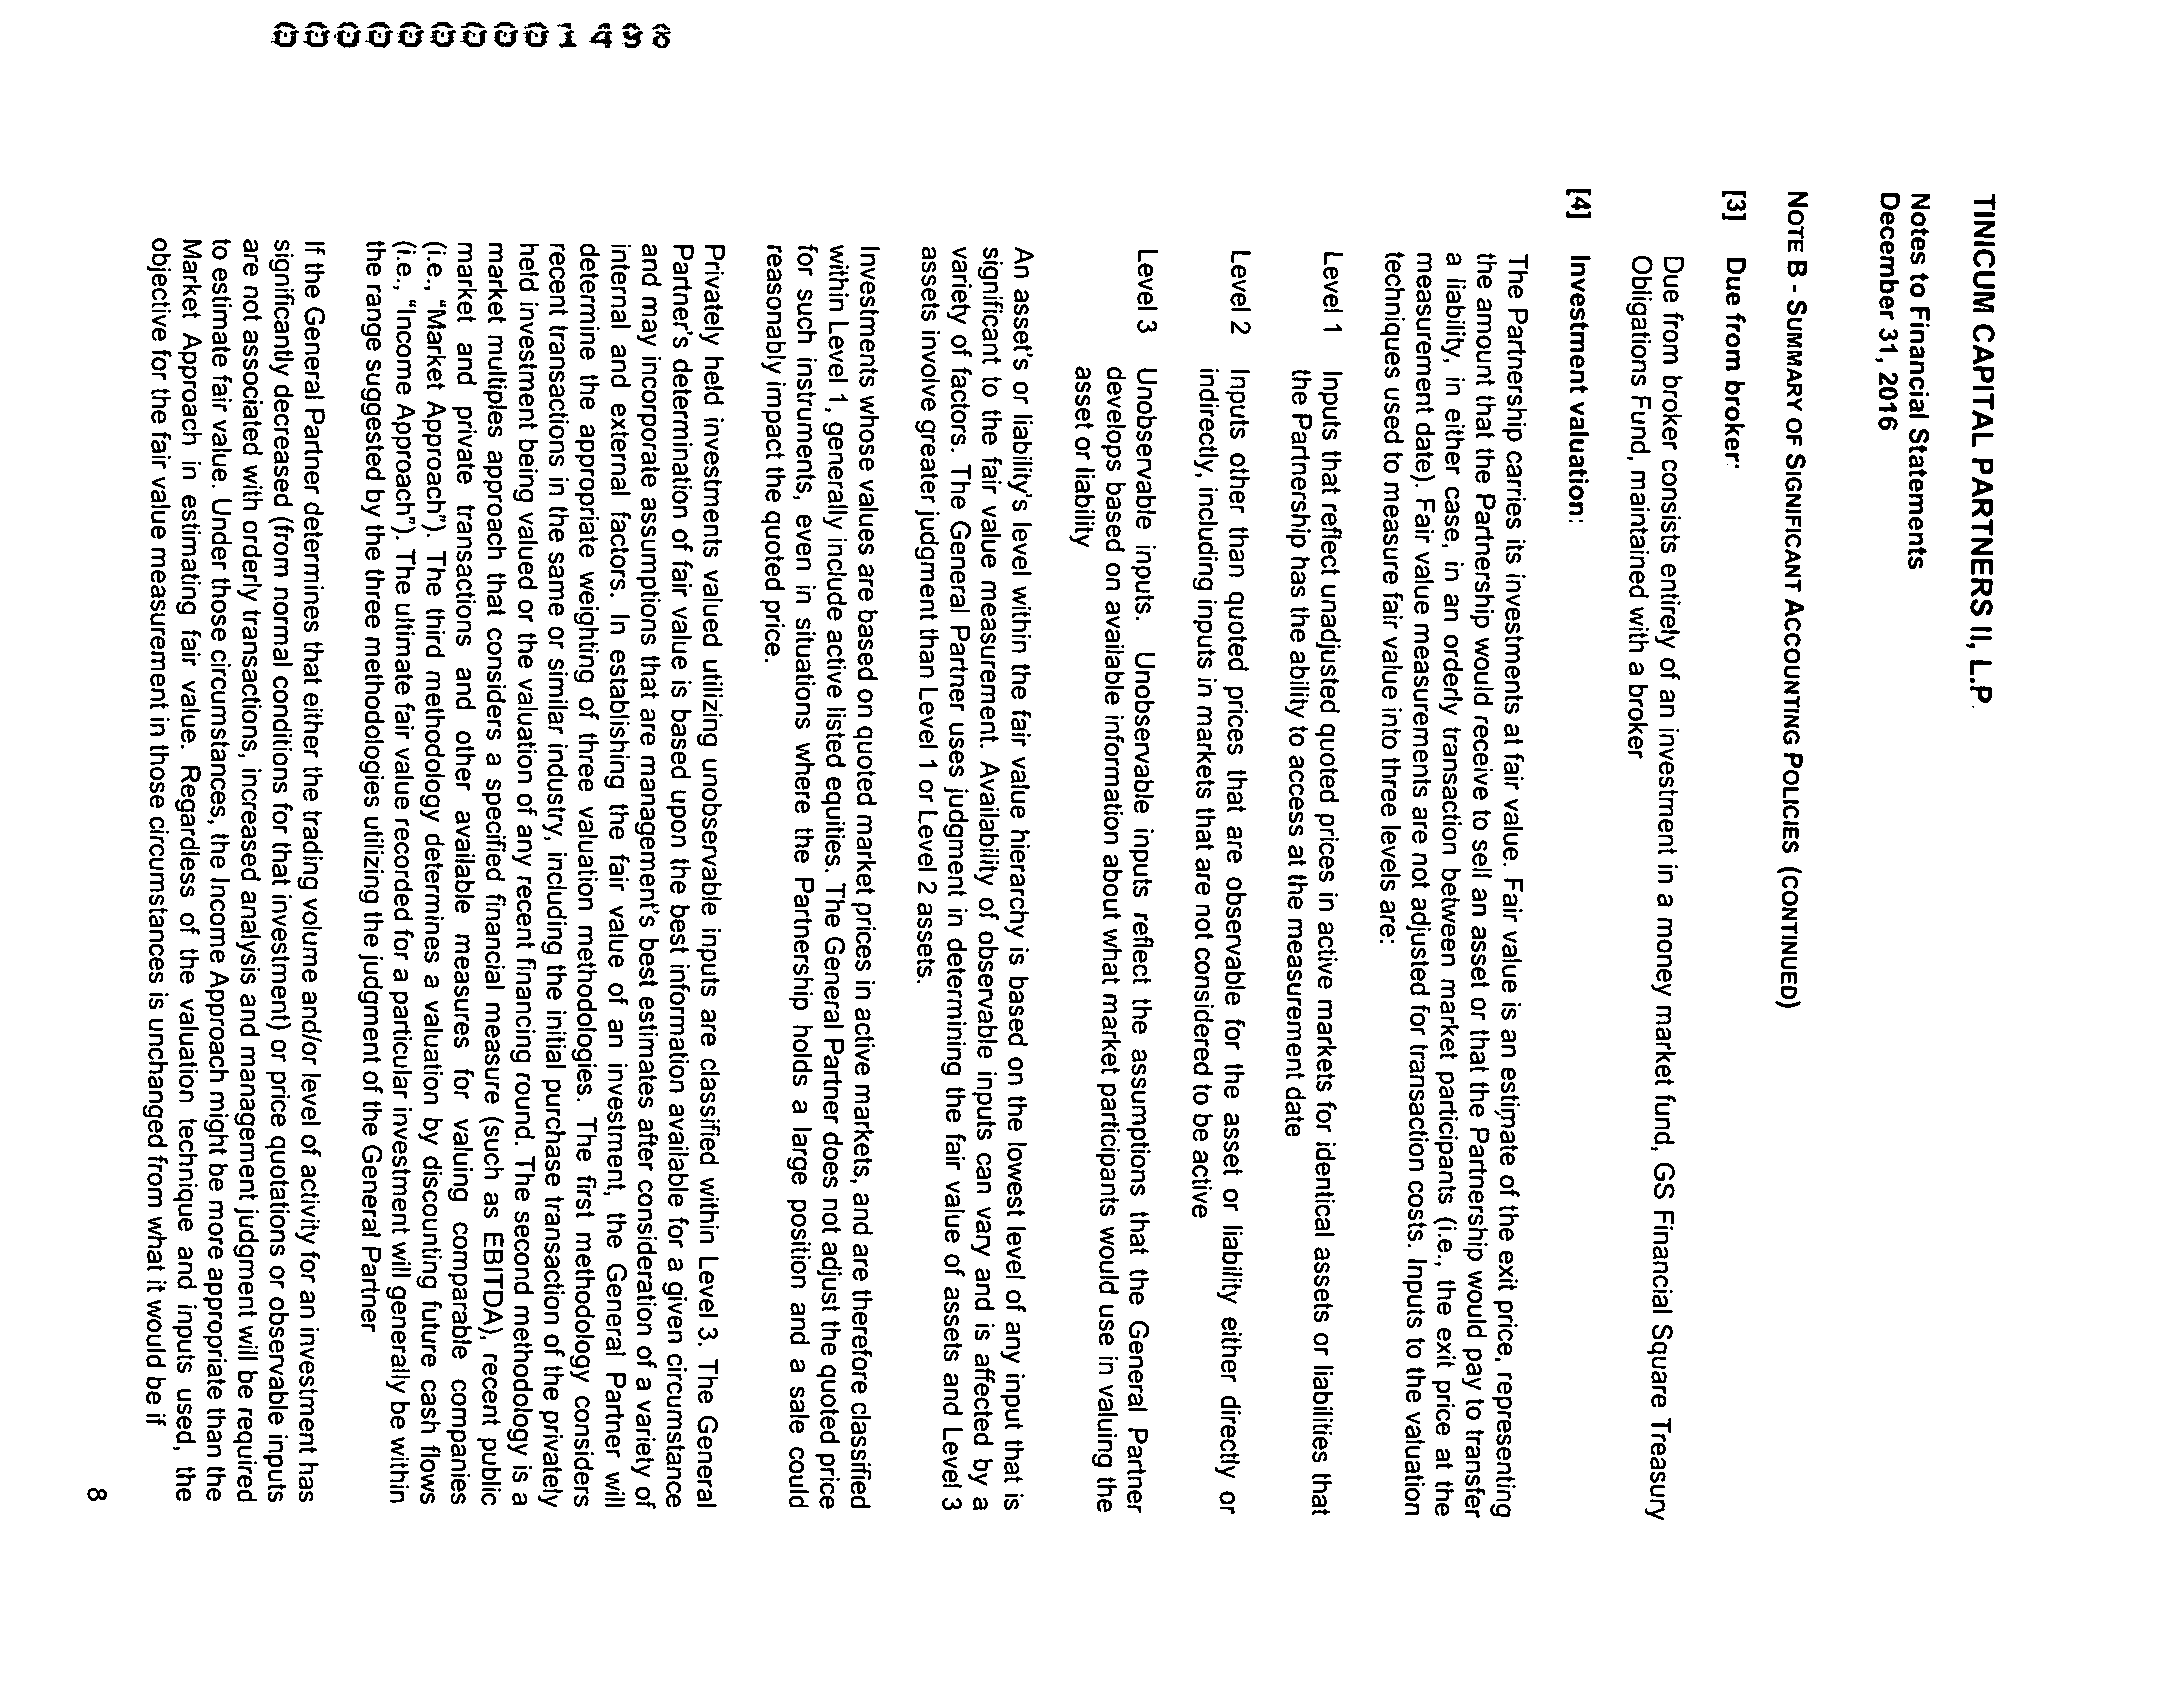 TINICUM CAPITAL PARTNERS II, L.P.
Notes to Financial Statements
December 31, 2016
NOTE B - SUMMARY OF SIGNIFICANT ACCOUNTING POLICIES (CONTINUED)
[3] Due from broker:
Due from broker consists entirely of an investment in a money market fund, GS Financial Square Treasury
Obligations Fund, maintained with a broker
[4] Investment valuation:
The Partnership carries its investments at fair value. Fair value is an estimate of the exit price, representing
the amount that the Partnership would receive to sell an asset or that the Partnership would pay to transfer
a liability, in either case, in an orderly transaction between market participants (i.e., the exit price at the
measurement date). Fair value measurements are not adjusted for transaction costs. Inputs to the valuation
techniques used to measure fair value into three levels are:
Level 1 Inputs that reflect unadjusted quoted prices in active markets for identical assets or liabilities that
the Partnership has the ability to access at the measurement date
Level 2 Inputs other than quoted prices that are observable for the asset or liability either directly or
indirectly, including inputs in markets that are not considered to be active
Level 3 Unobservable inputs. Unobservable inputs reflect the assumptions that the General Partner
develops based on available information about what market participants would use in valuing the
asset or liability
An asset's or liability's level within the fair value hierarchy is based on the lowest level of any input that is
significant to the fair value measurement. Availability of observable inputs can vary and is affected by a
variety of factors. The General Partner uses judgment in determining the fair value of assets and Level 3
assets involve greater judgment than Level 1 or Level 2 assets.
Investments whose values are based on quoted market prices in active markets, and are therefore classified
within Level 1, generally include active listed equities. The General Partner does not adjust the quoted price
for such instruments, even in situations where the Partnership holds a large position and a sale could
reasonably impact the quoted price.
Privately held investments valued utilizing unobservable inputs are classified within Level 3. The General
Partner's determination of fair value is based upon the best information available for a given circumstance
and may incorporate assumptions that are management's best estimates after consideration of a variety of
internal and external factors. In establishing the fair value of an investment, the General Partner will
determine the appropriate weighting of three valuation methodologies. The first methodology considers
recent transactions in the same or similar industry, including the initial purchase transaction of the privately
held investment being valued or the valuation of any recent financing round. The second methodology is a
market multiples approach that considers a specified financial measure (such as EBITDA), recent public
market and private transactions and other available measures for valuing comparable companies
(i.e., "Market Approach"). The third methodology determines a valuation by discounting future cash flows
(i.e., "Income Approach"). The ultimate fair value recorded for a particular investment will generally be within
the range suggested by the three methodologies utilizing the judgment of the General Partner
If the General Partner determines that either the trading volume and/or level of activity for an investment has
significantly decreased (from normal conditions for that investment) or price quotations or observable inputs
are not associated with orderly transactions, increased analysis and management judgment will be required
to estimate fair value. Under those circumstances, the Income Approach might be more appropriate than the
Market Approach in estimating fair value. Regardless of the valuation technique and inputs used, the
objective for the fair value measurement in those circumstances is unchanged from what it would be if
8
0000000001498